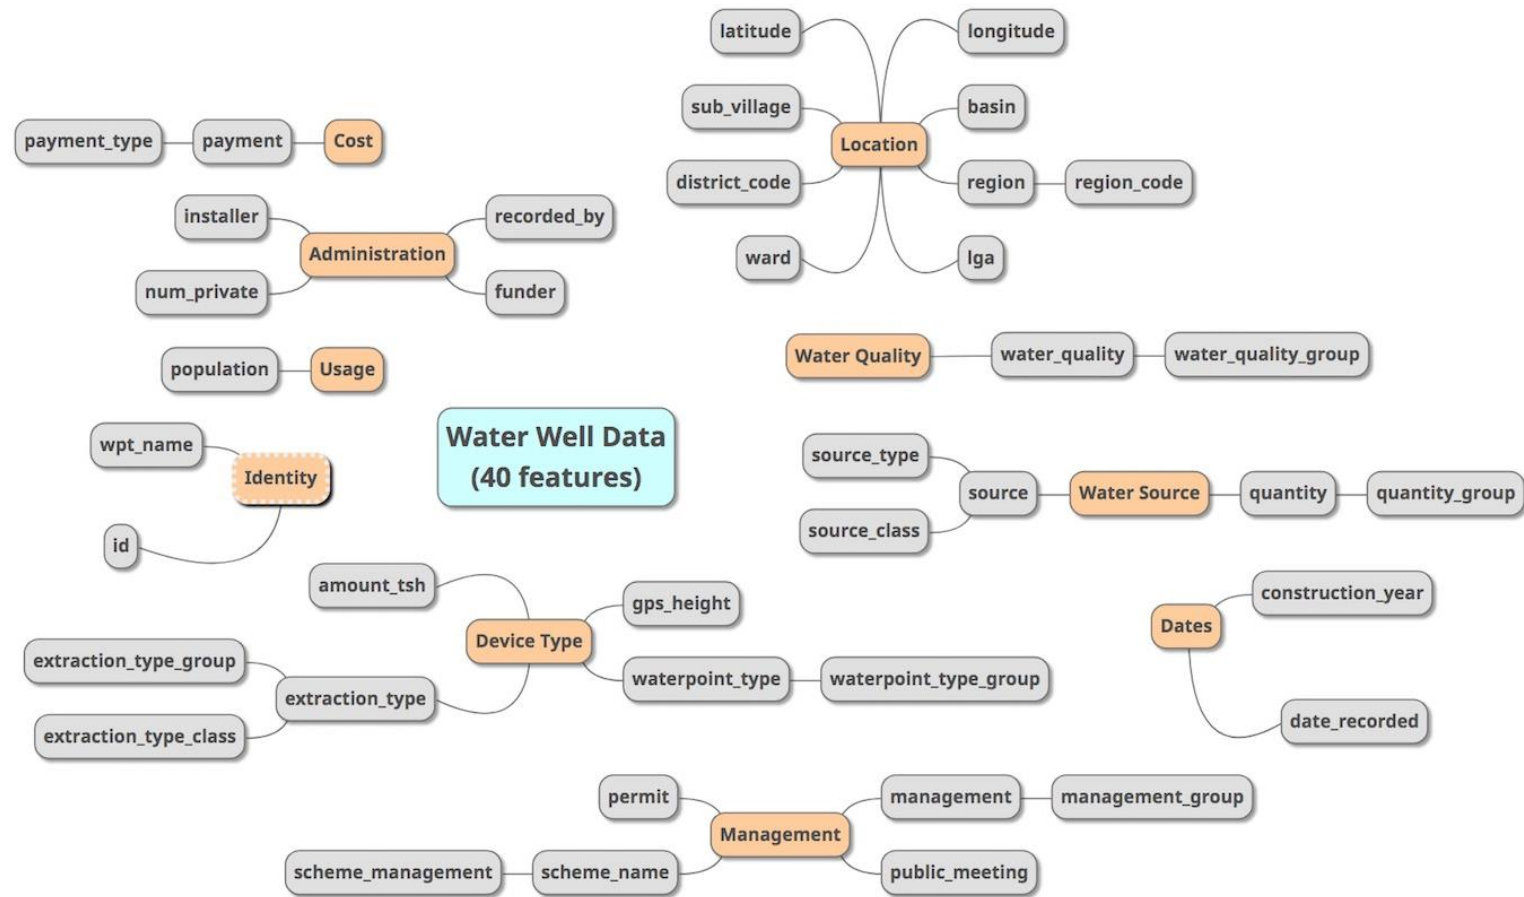 latitude
longitude
sub_village
basin
payment_type
payment
Cost
Location
district_code
region
region_code
installer
recorded_by
Administration
ward
lga
num_private
funder
Water Quality
water_quality
water_quality_group
population
Usage
Water Well Data
(40 features)
wpt_name
Identity
source_type
source
Water Source
quantity
quantity_group
source_class
id
amount_tsh
gps_height
construction_year
Dates
Device Type
extraction_type_group
waterpoint_type
waterpoint_type_group
extraction_type
extraction_type_class
date_recorded
permit
management
management_group
Management
scheme_management
scheme_name
public_meeting